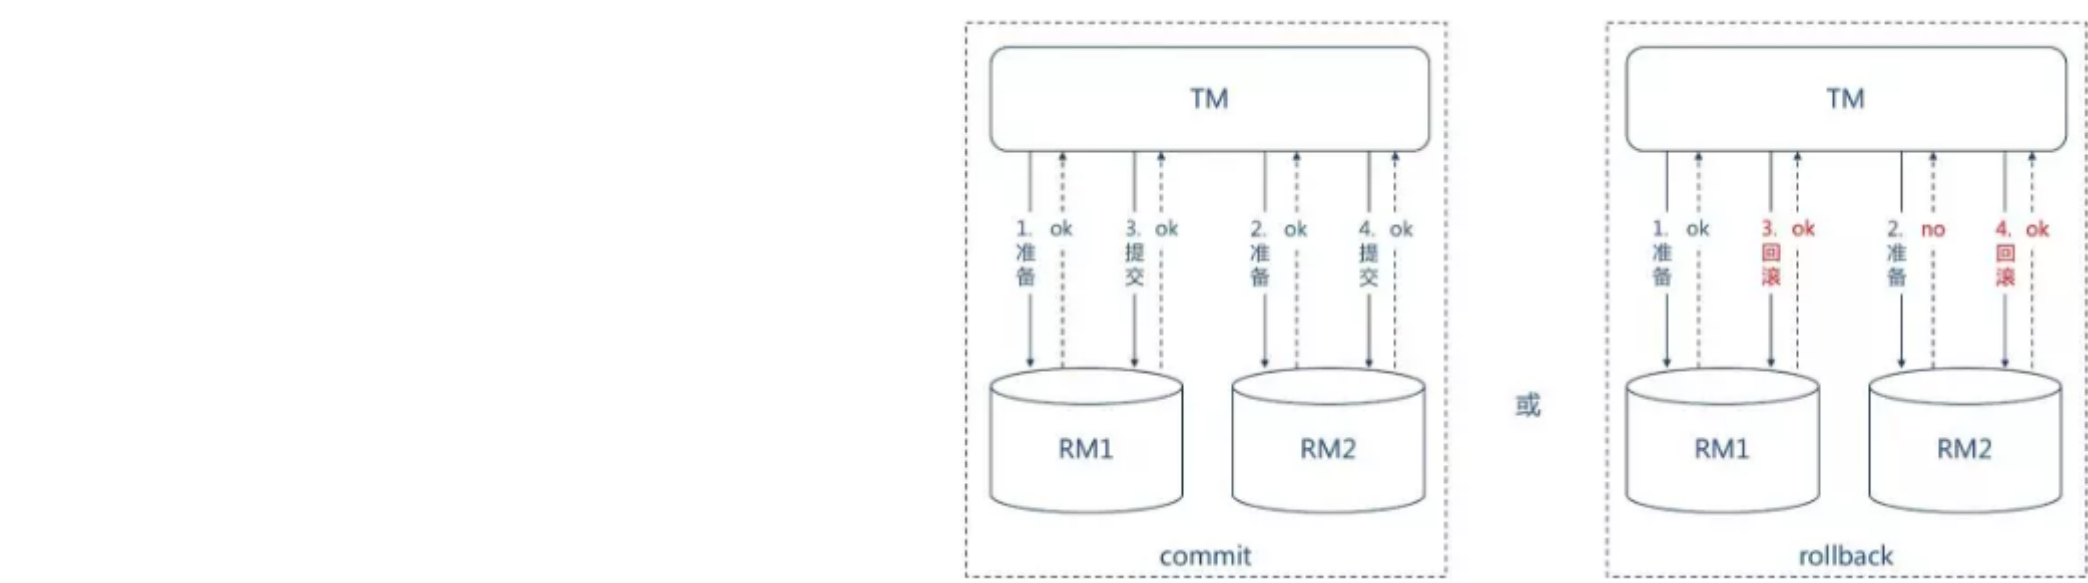 TM
1. 准备
ok
3. 提交
ok
2. 准备
ok
4. 提交
ok
RM1
RM2
commit
或
TM
1. 准备
ok
3. 回滚
ok
2. 准备
no
4. 回滚
ok
RM1
RM2
rollback